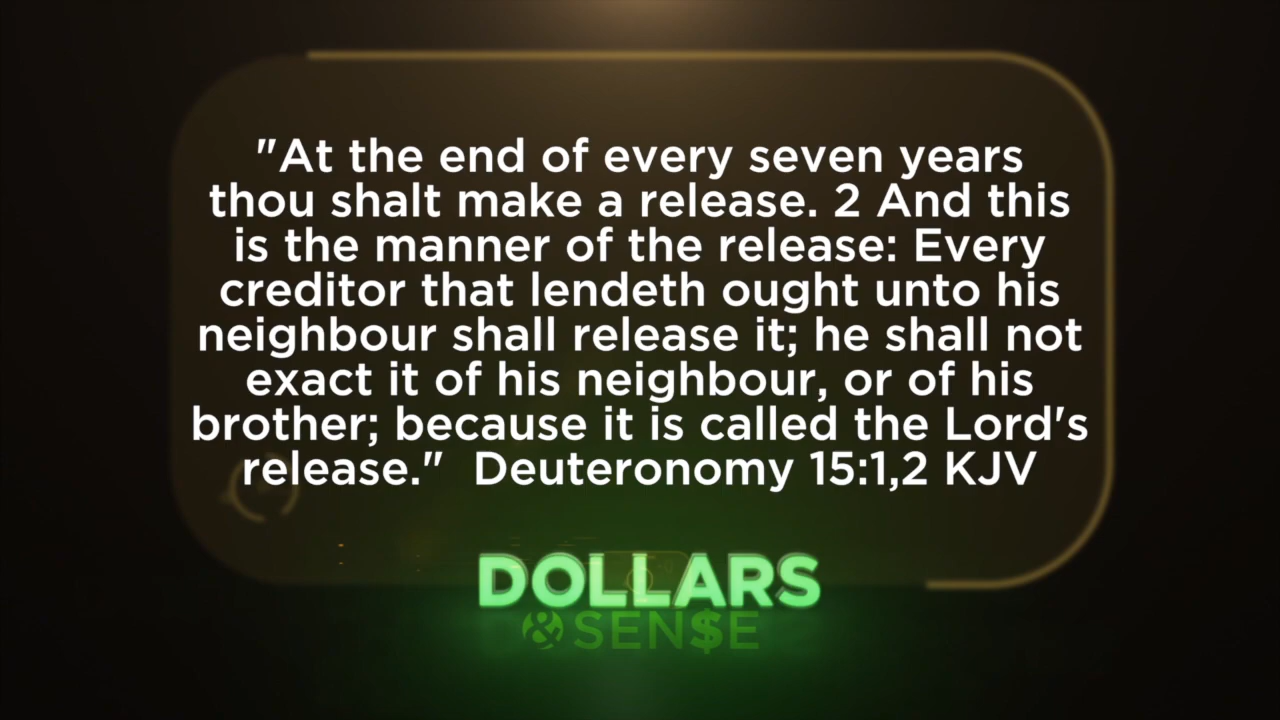 "At the end of every seven years
thou shalt make a release. 2 And this
is the manner of the release: Every
creditor that lendeth ought unto his
neighbour shall release it; he shall not
exact it of his neighbour, or of his
brother; because it is called the Lord's
release."  Deuteronomy 15:1,2 KJV
DOLLARS
& SEN$E